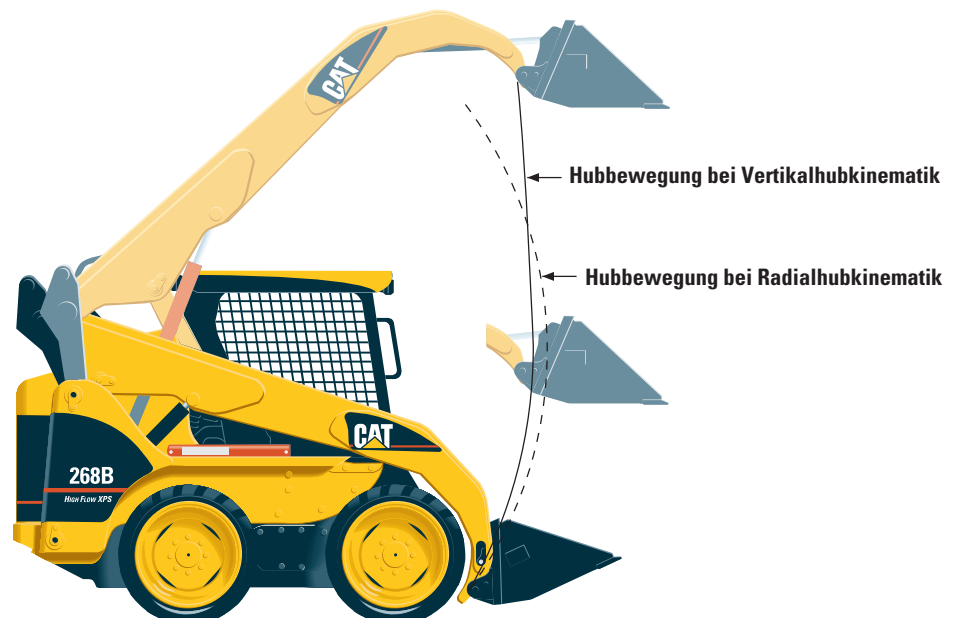 CAT
Hubbewegung bei Vertikalhubkinematik
Hubbewegung bei Radialhubkinematik
CAT
268B
HIGH FLOW XPS